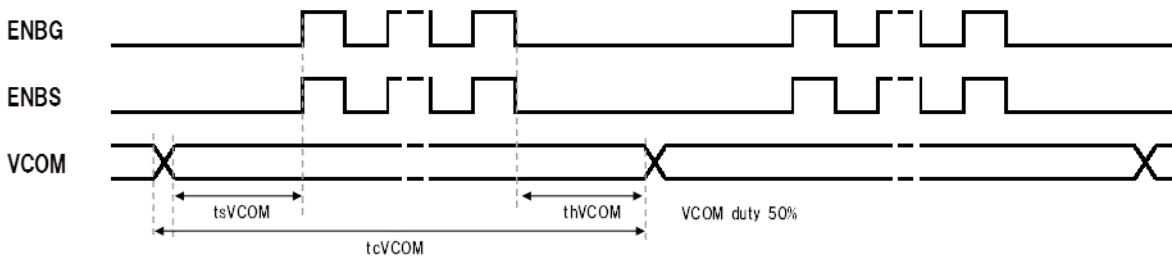 ENBG
ENBS
VCOM
tsVCOM
thVCOM
VCOM duty 50%
tcVCOM